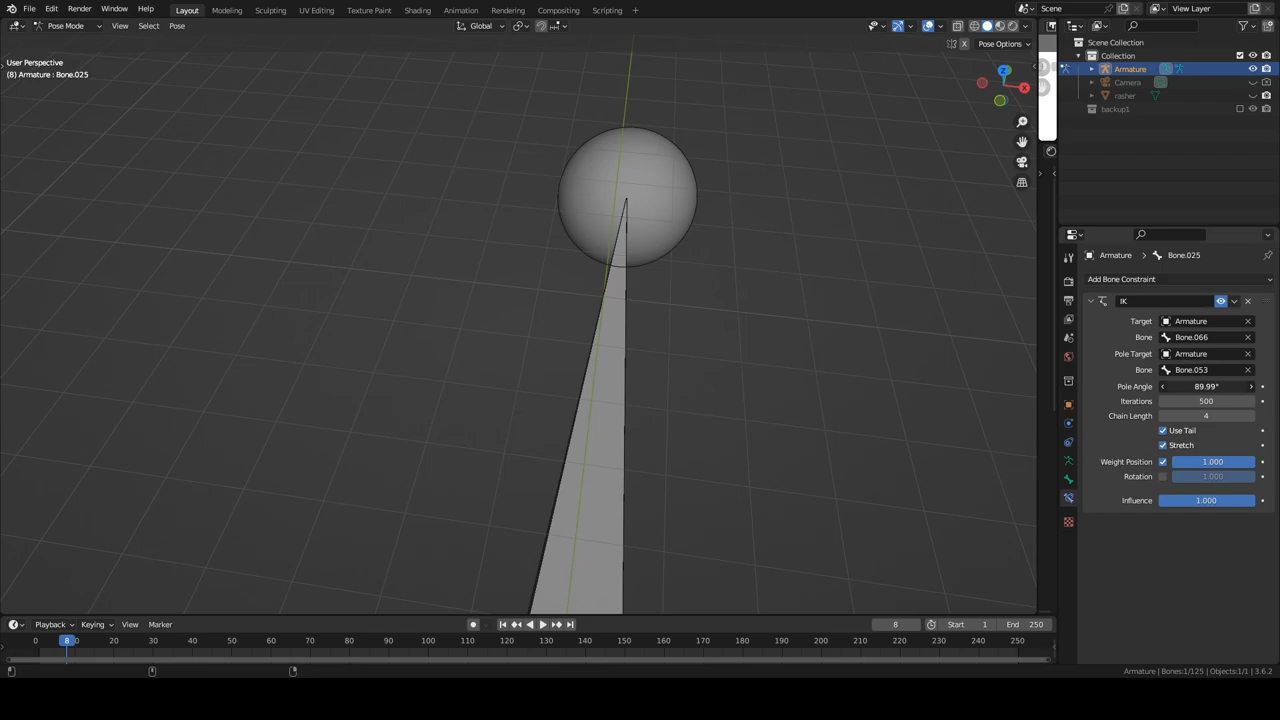 File Edit Render Window Help Layout Modeling Sculpting UV Editing Texture Paint Shading Animation Rendering Compositing Scripting Scene View Layer
Pose Mode View Select Pose Global
X Pose Options
User Perspective
(8) Armature : Bone.025
Z
X
Scene Collection
Collection
Armature
Camera
rasher
backup1
Armature Bone.025
Add Bone Constraint
IK
Target Armature
Bone Bone.066
Pole Target Armature
Bone Bone.053
Pole Angle 89.99°
Iterations 500
Chain Length 4
Use Tail
Stretch
Weight Position 1.000
Rotation 1.000
Influence 1.000
Playback Keying View Marker 8 Start 1 End 250
0 8 20 30 40 50 60 70 80 90 100 110 120 130 140 150 160 170 180 190 200 210 220 230 240 250
Armature | Bones:1/125 | Objects:1/1 | 3.6.2